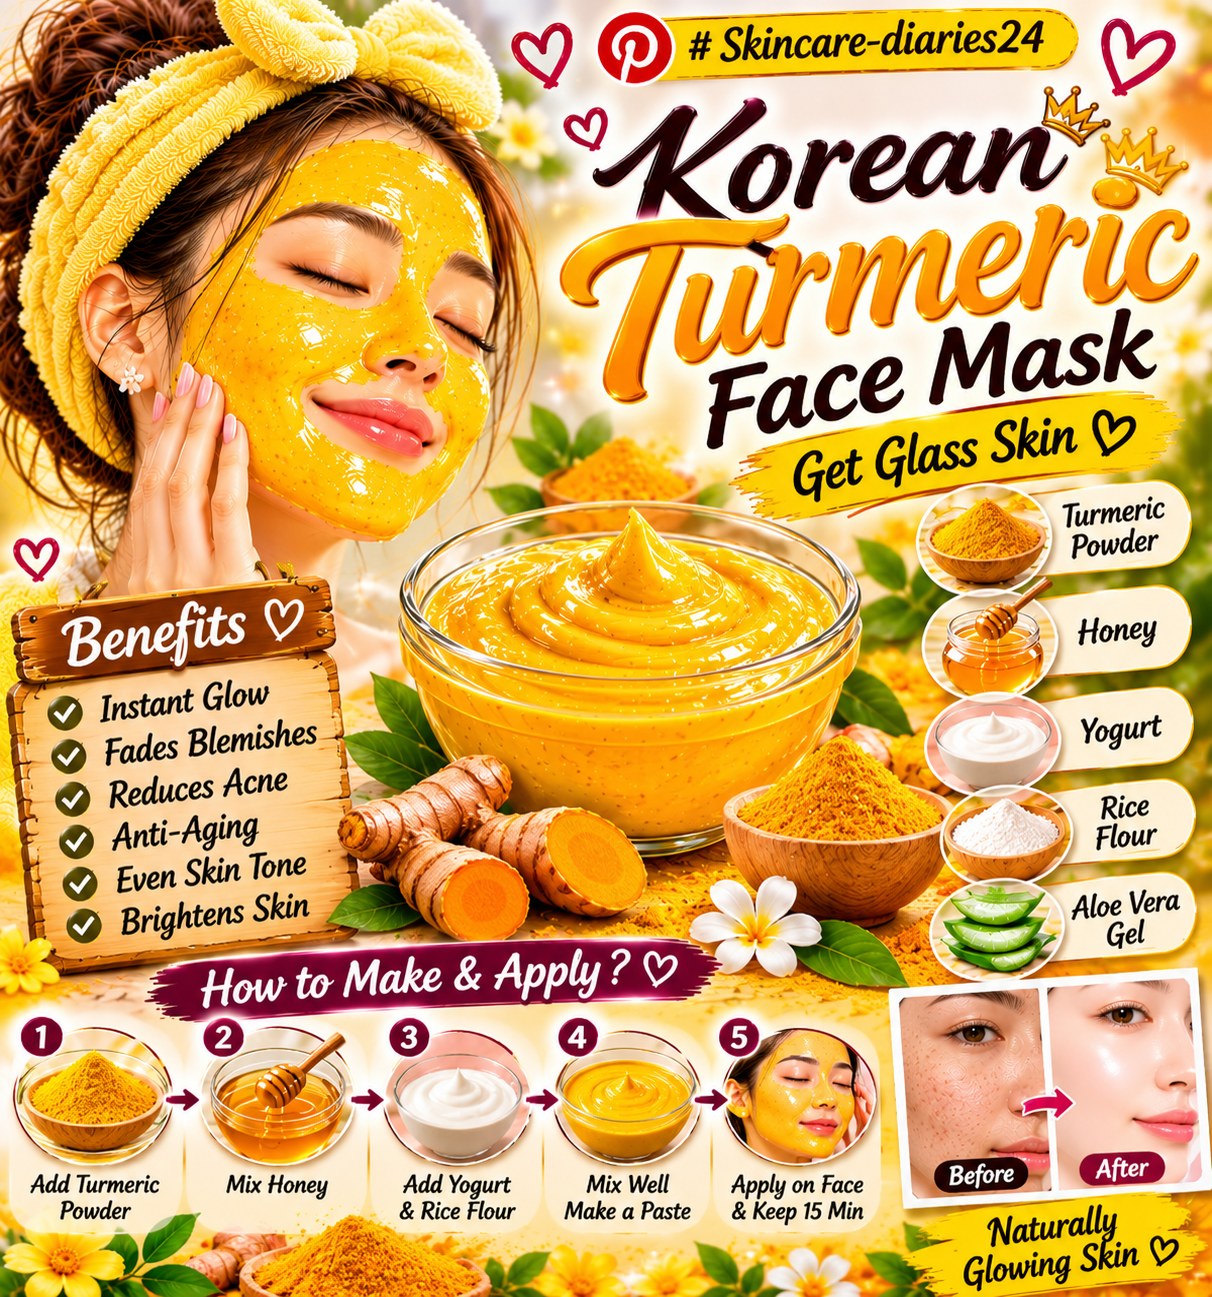 # Skincare-diaries24
Korean
Turmeric
Face Mask
Get Glass Skin
Turmeric
Powder
Honey
Yogurt
Rice
Flour
Aloe Vera
Gel
Benefits
Instant Glow
Fades Blemishes
Reduces Acne
Anti-Aging
Even Skin Tone
Brightens Skin
How to Make & Apply?
1
Add Turmeric
Powder
2
Mix Honey
3
Add Yogurt
& Rice Flour
4
Mix Well
Make a Paste
5
Apply on Face
& Keep 15 Min
Before
After
Naturally
Glowing Skin